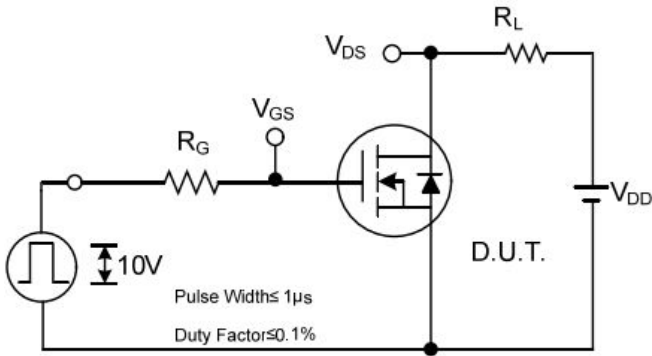 R_L
V_DS
V_GS
R_G
V_DD
10V
D.U.T.
Pulse Width≤ 1μs
Duty Factor≤0.1%